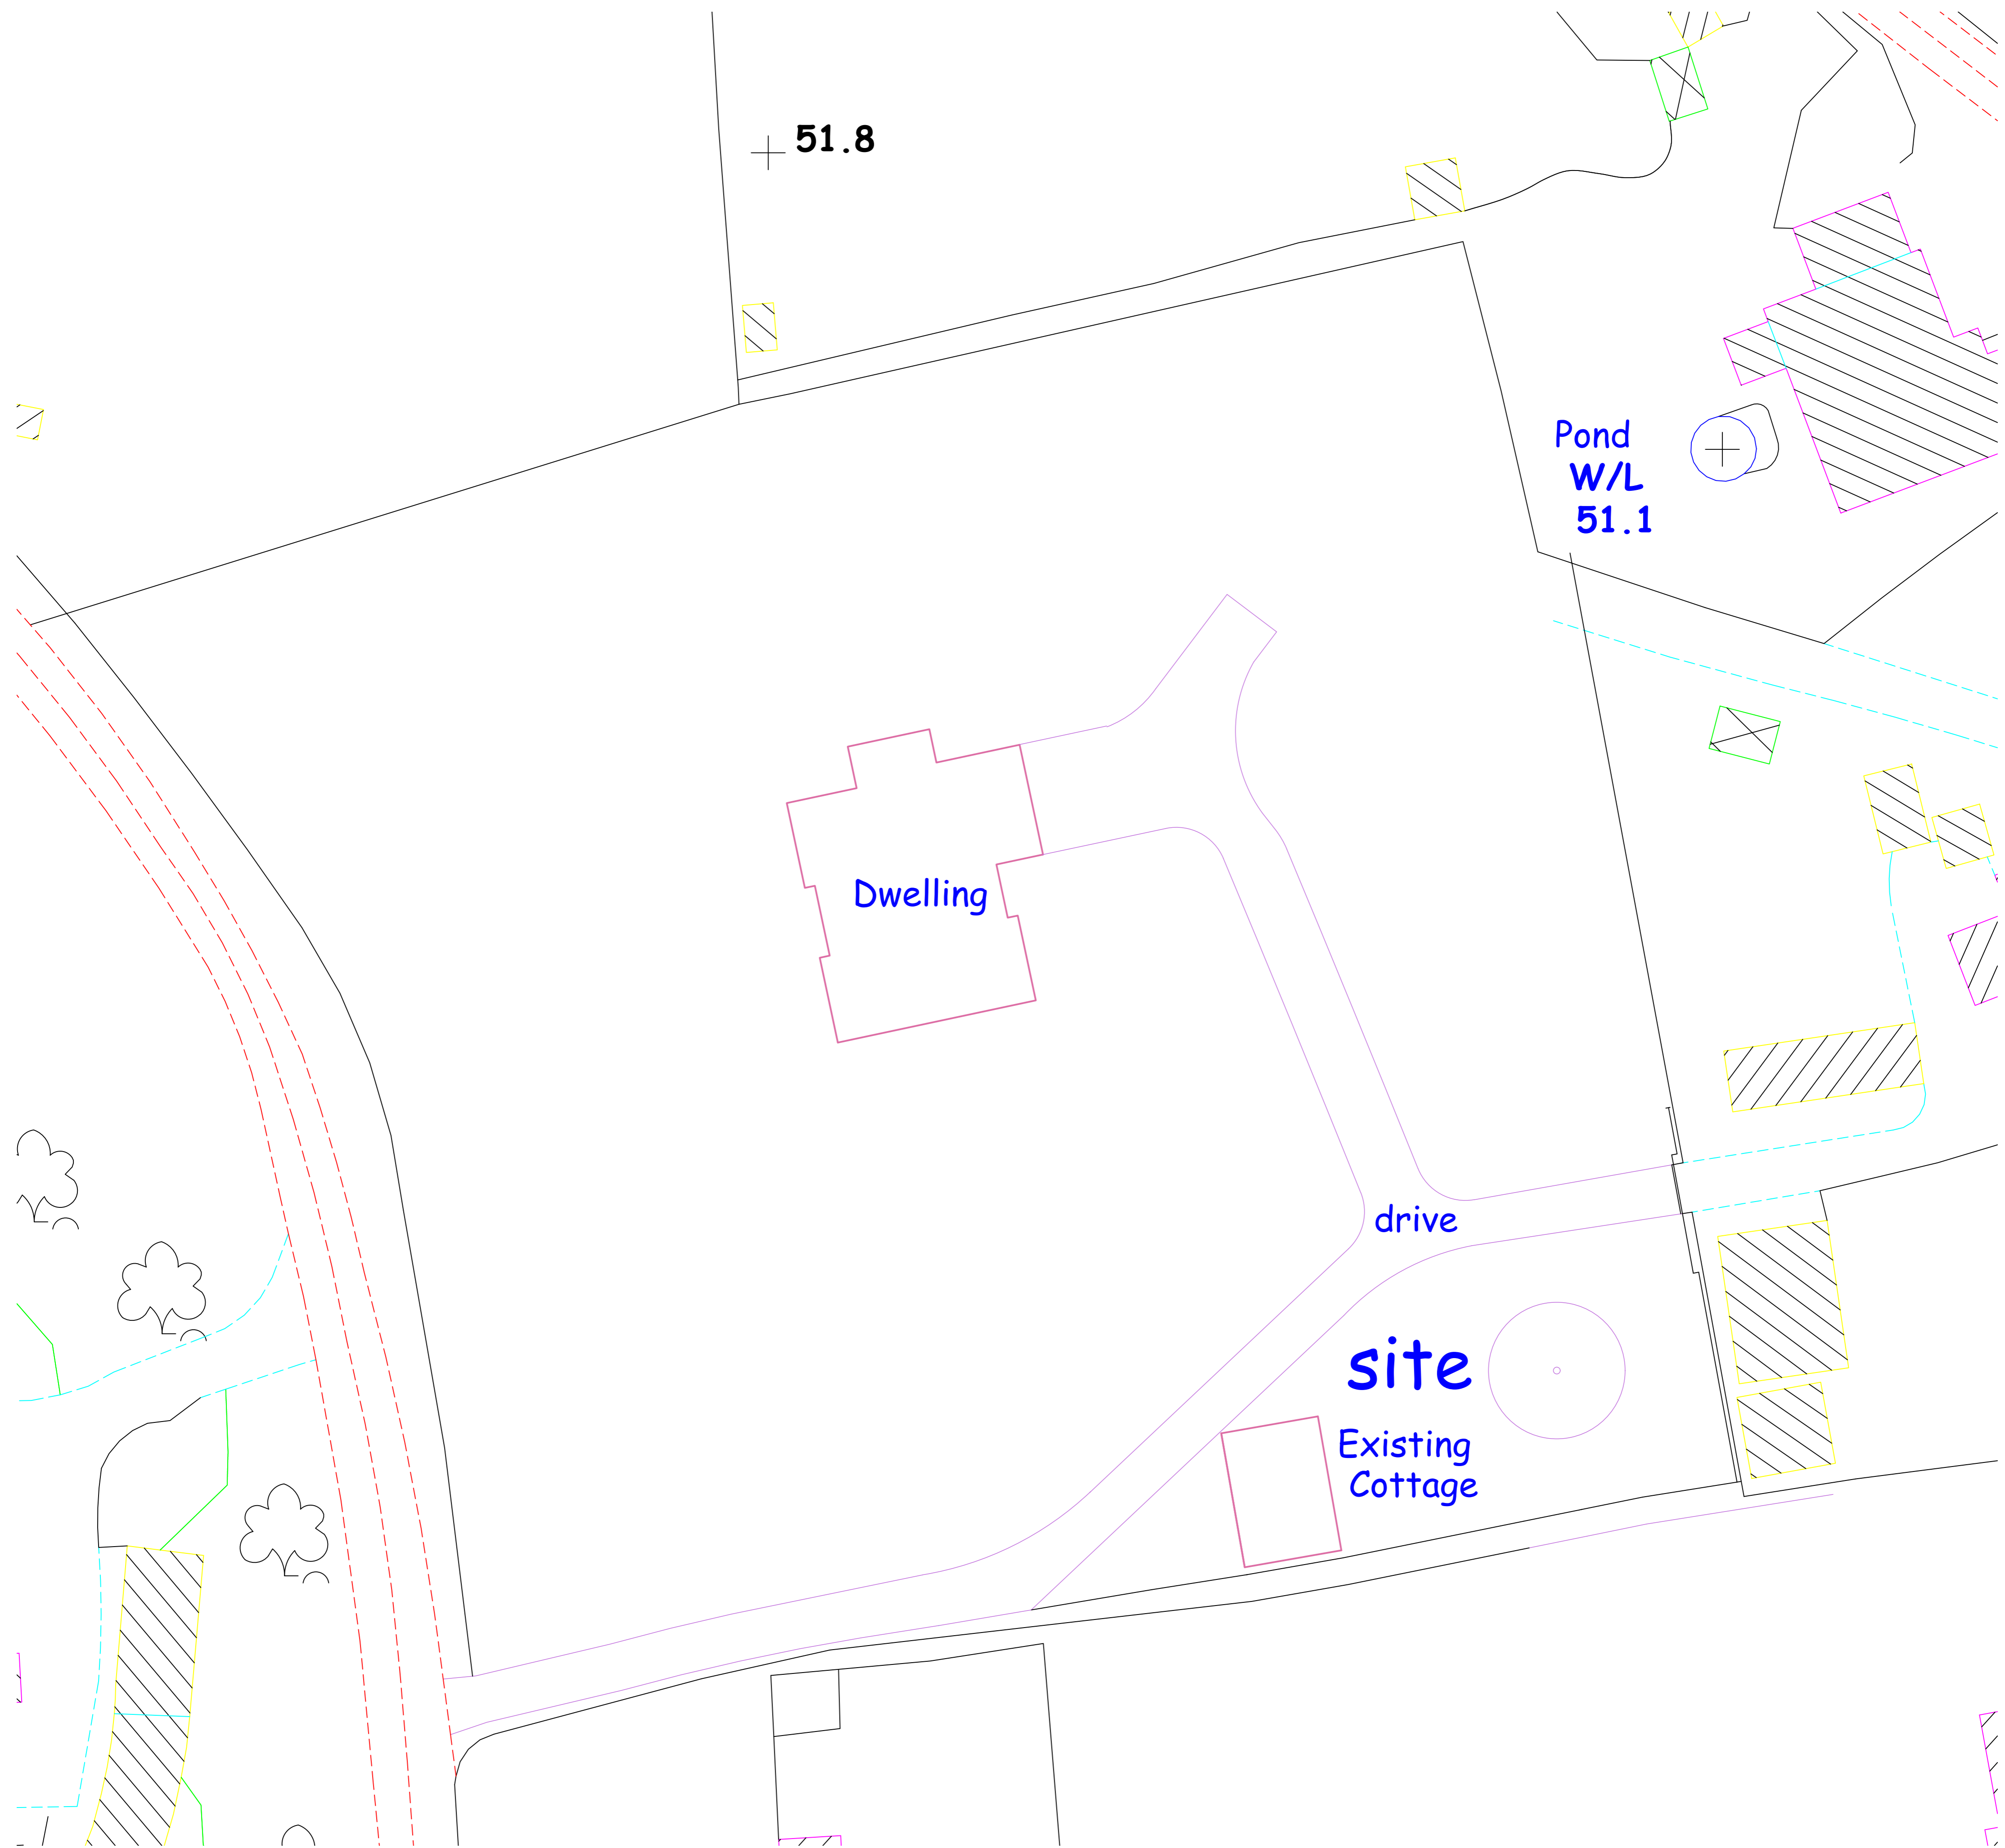 51.8
Pond
W/L
51.1
Dwelling
drive
site
Existing
Cottage